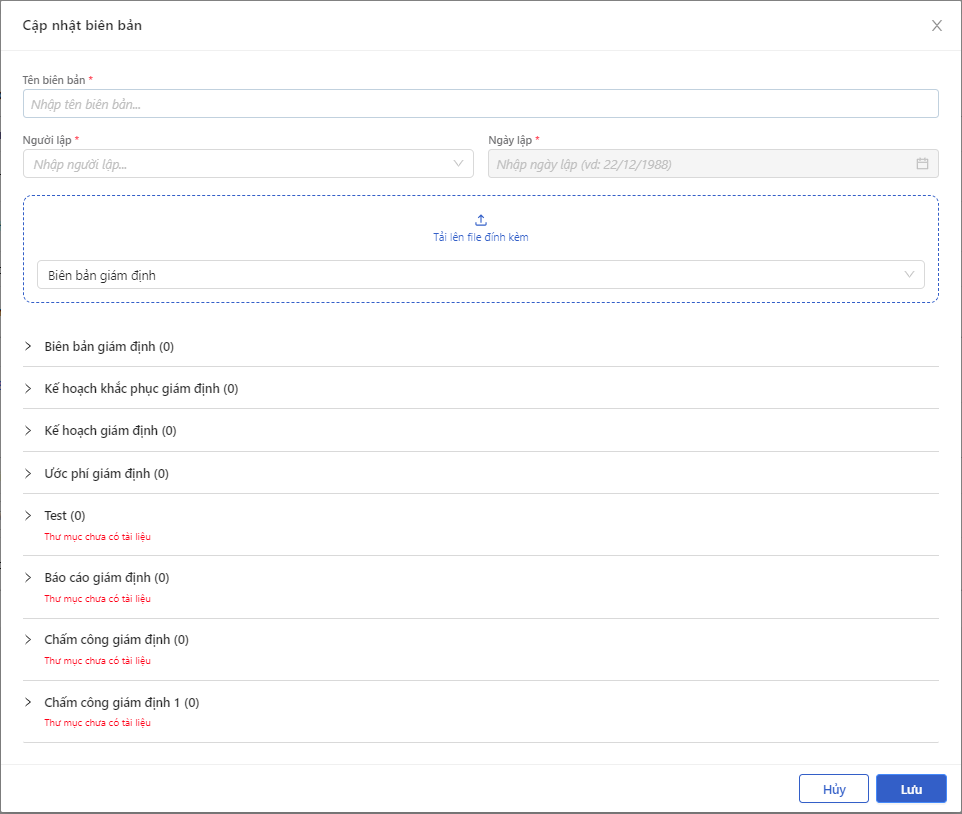 Cập nhật biên bản
Tên biên bản *
Nhập tên biên bản...
Người lập * Ngày lập *
Nhập người lập... Nhập ngày lập (vd: 22/12/1988)
Tải lên file đính kèm
Biên bản giám định
Biên bản giám định (0)
Kế hoạch khắc phục giám định (0)
Kế hoạch giám định (0)
Ước phí giám định (0)
Test (0)
Thư mục chưa có tài liệu
Báo cáo giám định (0)
Thư mục chưa có tài liệu
Chấm công giám định (0)
Thư mục chưa có tài liệu
Chấm công giám định 1 (0)
Thư mục chưa có tài liệu
Hủy Lưu